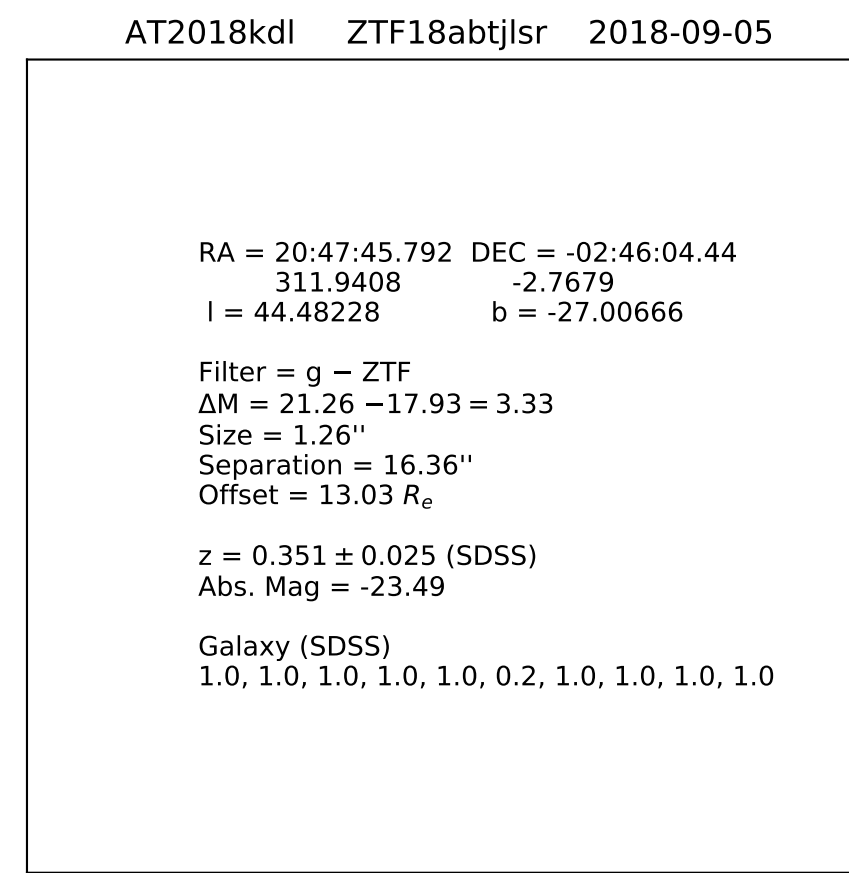 AT2018kdl ZTF18abtjlsr 2018-09-05
RA = 20:47:45.792 DEC = -02:46:04.44
311.9408 -2.7679
l = 44.48228 b = -27.00666
Filter = g − ZTF
ΔM = 21.26 −17.93 = 3.33
Size = 1.26''
Separation = 16.36''
Offset = 13.03 Re
z = 0.351 ± 0.025 (SDSS)
Abs. Mag = -23.49
Galaxy (SDSS)
1.0, 1.0, 1.0, 1.0, 1.0, 0.2, 1.0, 1.0, 1.0, 1.0